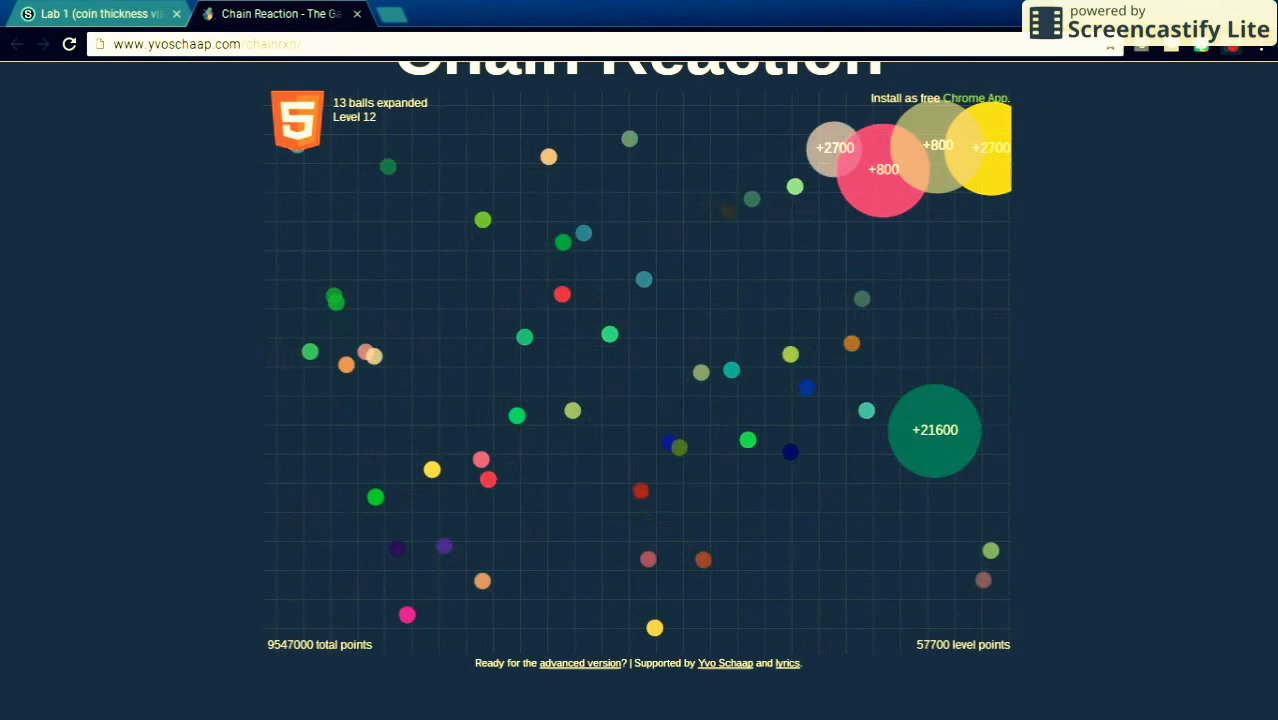 Lab 1 (coin thickness vi
Chain Reaction - The Ga
powered by
Screencastify Lite
www.yvoschaap.com/chainrxn/
Chain Reaction
5
13 balls expanded
Level 12
Install as free Chrome App.
+2700
+800
+800
+2700
+21600
9547000 total points
57700 level points
Ready for the advanced version? | Supported by Yvo Schaap and lyrics.